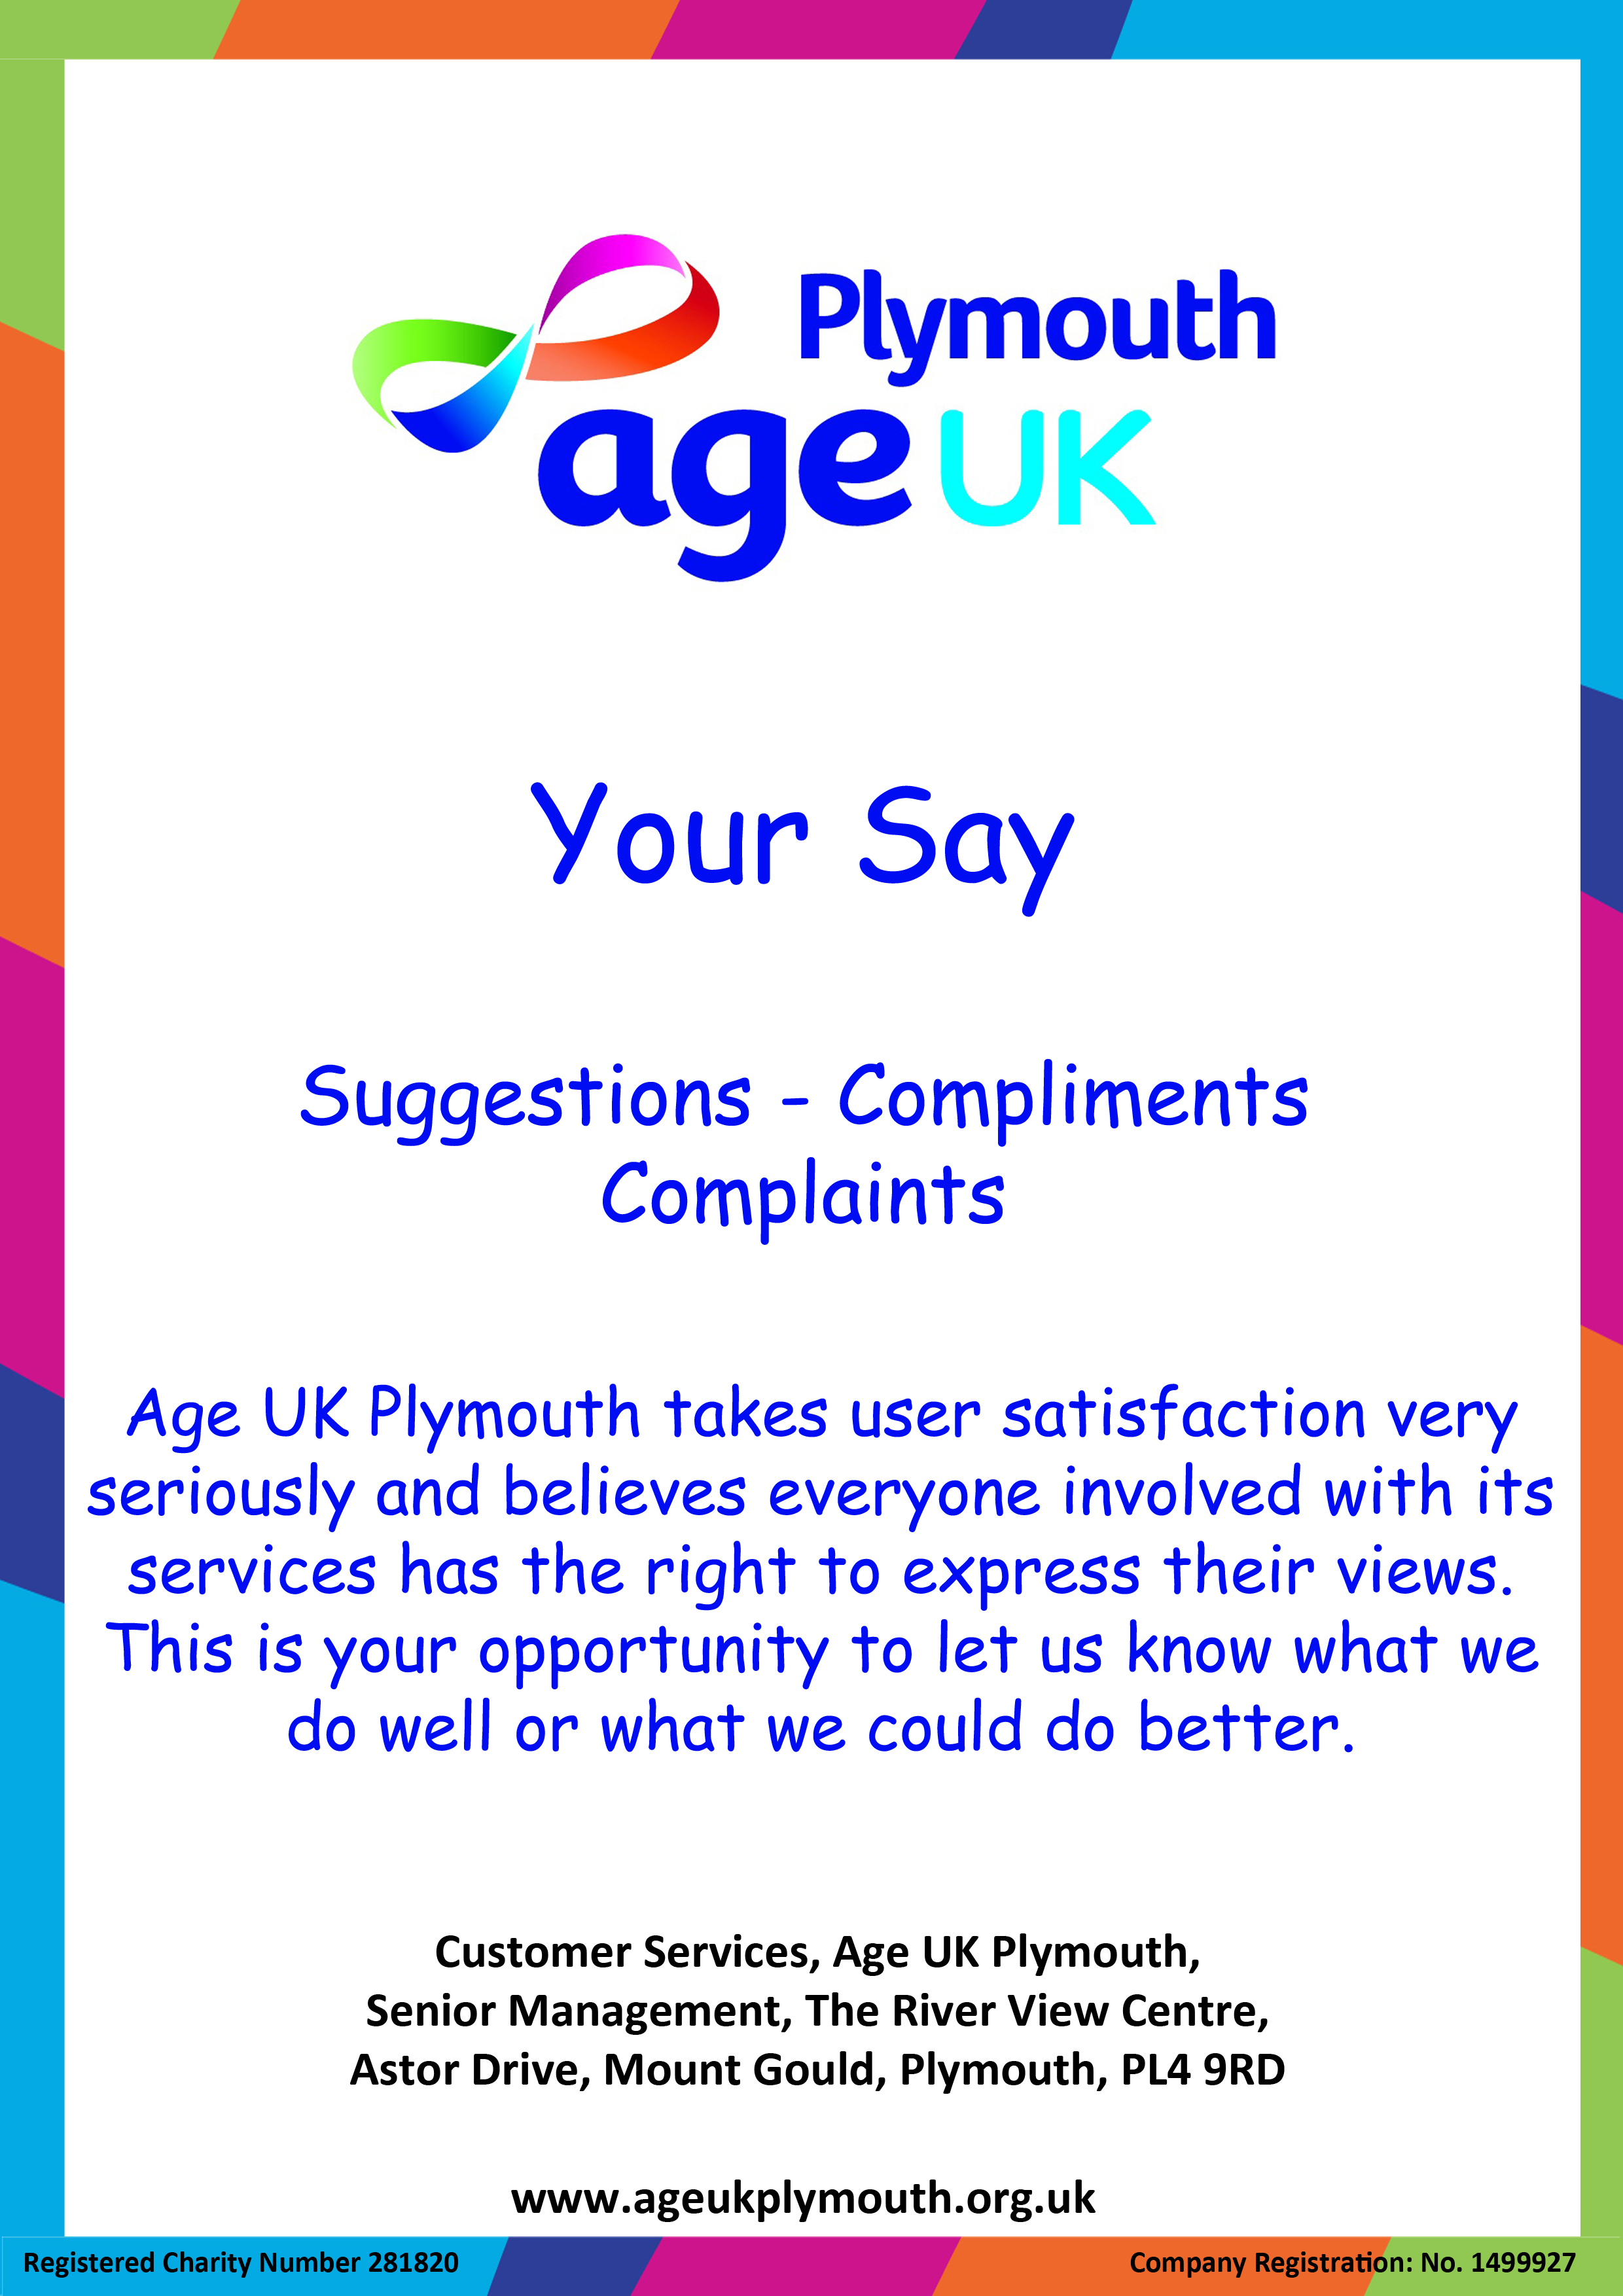 Plymouth
age UK
Your Say
Suggestions - Compliments
Complaints
Age UK Plymouth takes user satisfaction very
seriously and believes everyone involved with its
services has the right to express their views.
This is your opportunity to let us know what we
do well or what we could do better.
Customer Services, Age UK Plymouth,
Senior Management, The River View Centre,
Astor Drive, Mount Gould, Plymouth, PL4 9RD
www.ageukplymouth.org.uk
Registered Charity Number 281820
Company Registration: No. 1499927